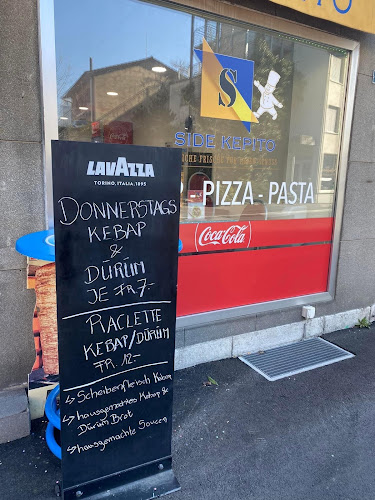 LAVAZZA
TORINO, ITALIA, 1895
DONNERSTAGS
KEBAP
&
DÜRÜM
JE FR 7.-
RACLETTE
KEBAP/DÜRÜM
FR. 12.-
↳ Scheibenfleisch Kebap
↳ hausgemachtes Kebap &
Dürüm Brot
↳ hausgemachte Saucen
S
SIDE KEPITO
PIZZA - PASTA
Coca-Cola